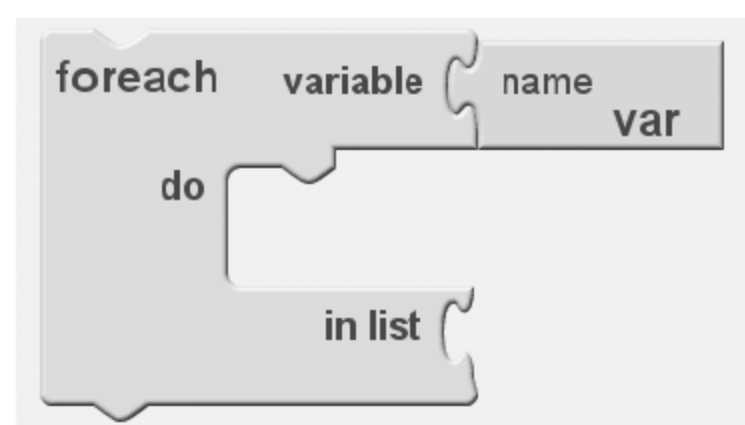 foreach variable name
var
do
in list